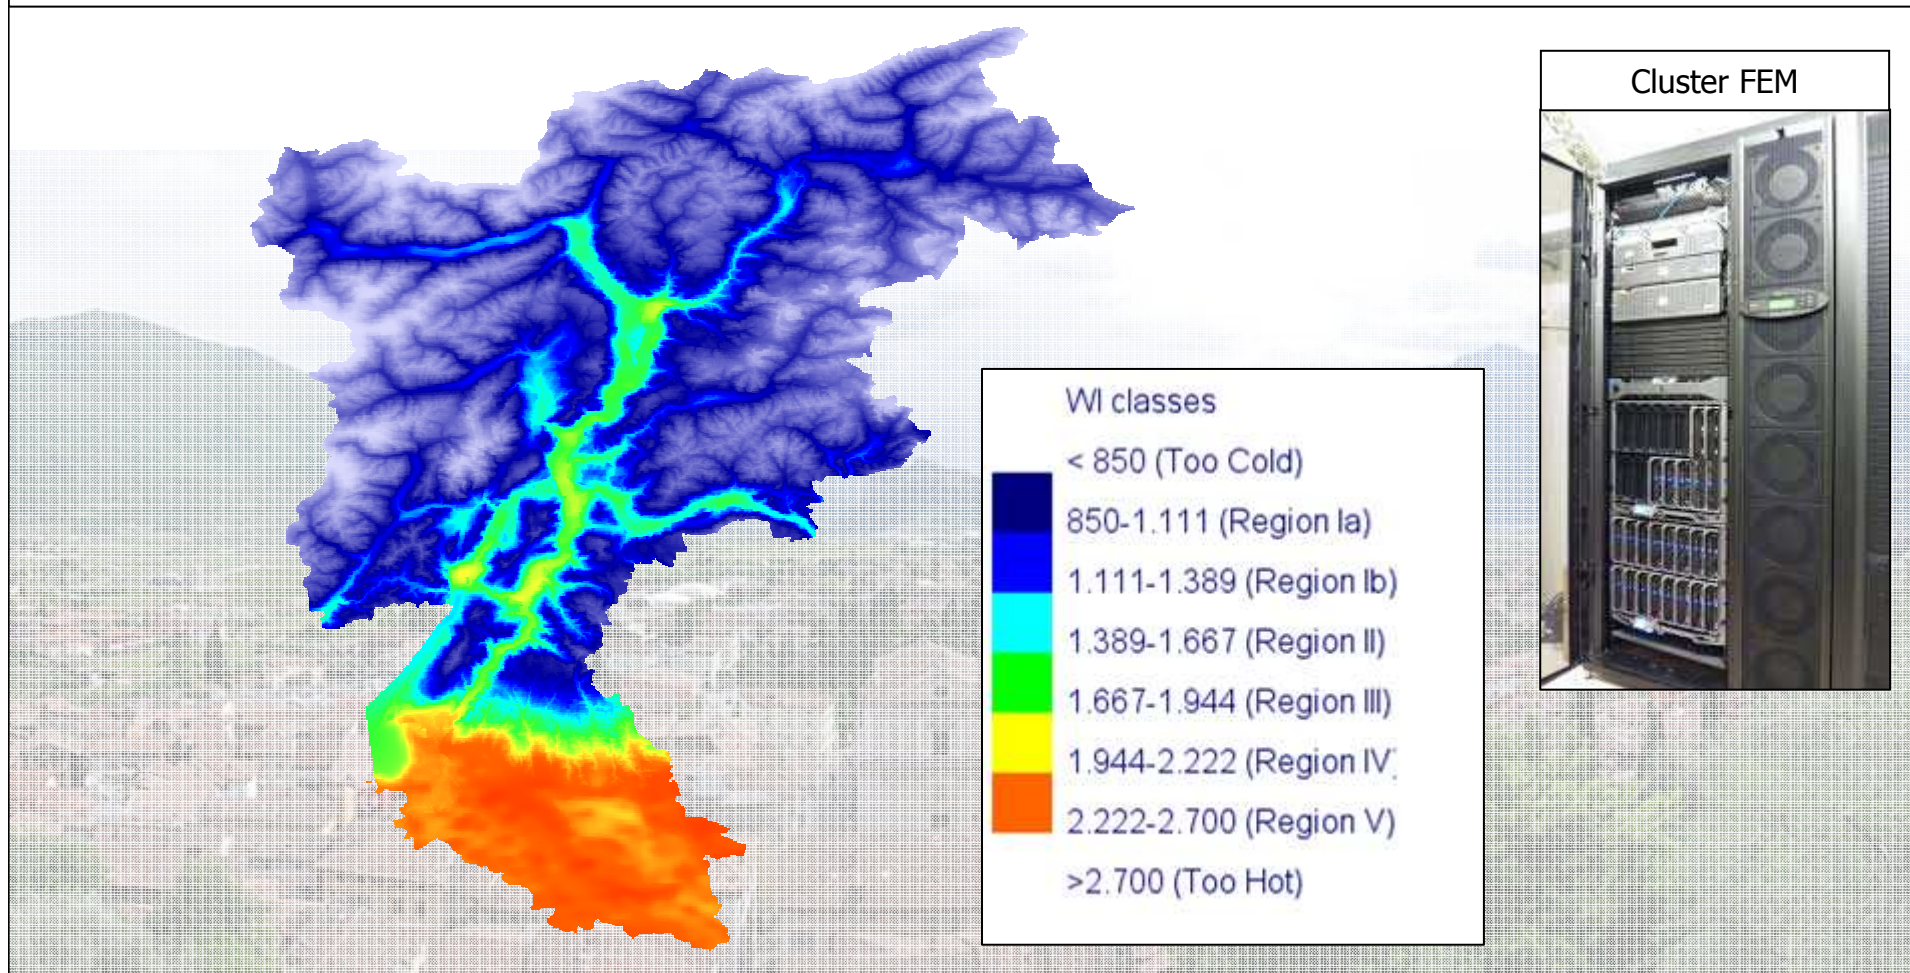 Cluster FEM
WI classes
< 850 (Too Cold)
850-1.111 (Region Ia)
1.111-1.389 (Region Ib)
1.389-1.667 (Region II)
1.667-1.944 (Region III)
1.944-2.222 (Region IV)
2.222-2.700 (Region V)
>2.700 (Too Hot)